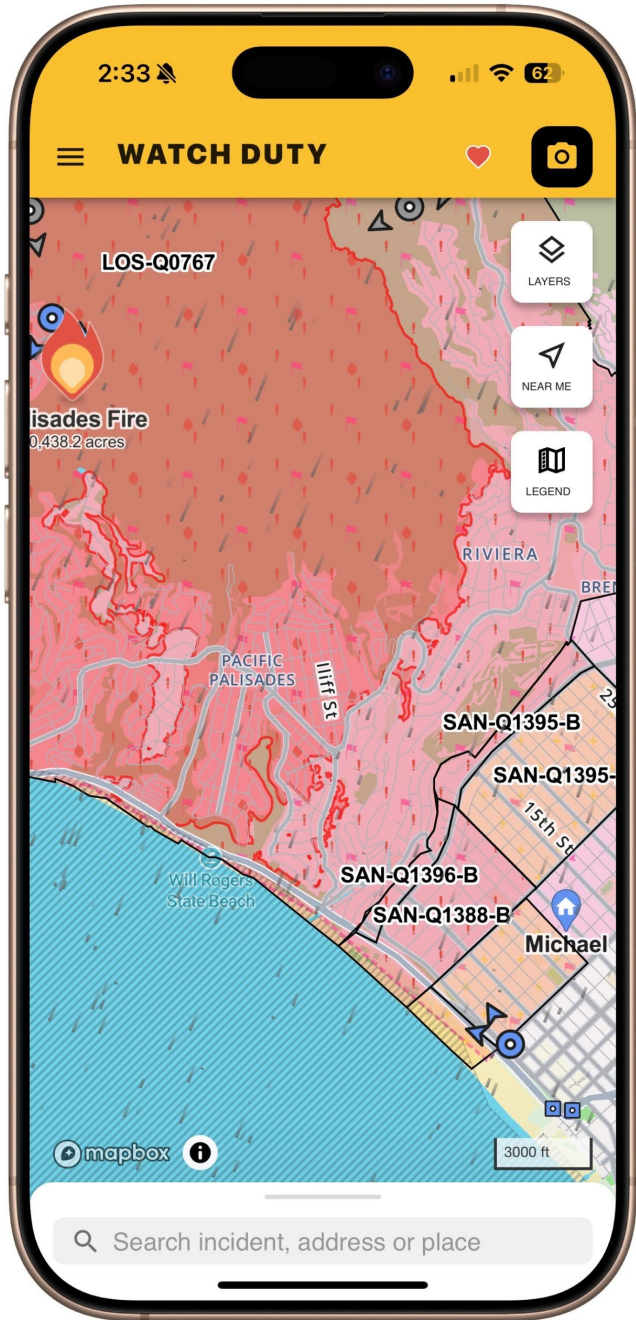 2:33
62
WATCH DUTY
LOS-Q0767
LAYERS
NEAR ME
LEGEND
isades Fire
0,438.2 acres
RIVIERA
BREN
PACIFIC
PALISADES
Iliff St
SAN-Q1395-B
25
SAN-Q1395-
15th St
Will Rogers
State Beach
SAN-Q1396-B
SAN-Q1388-B
Michael
mapbox
i
3000 ft
Search incident, address or place